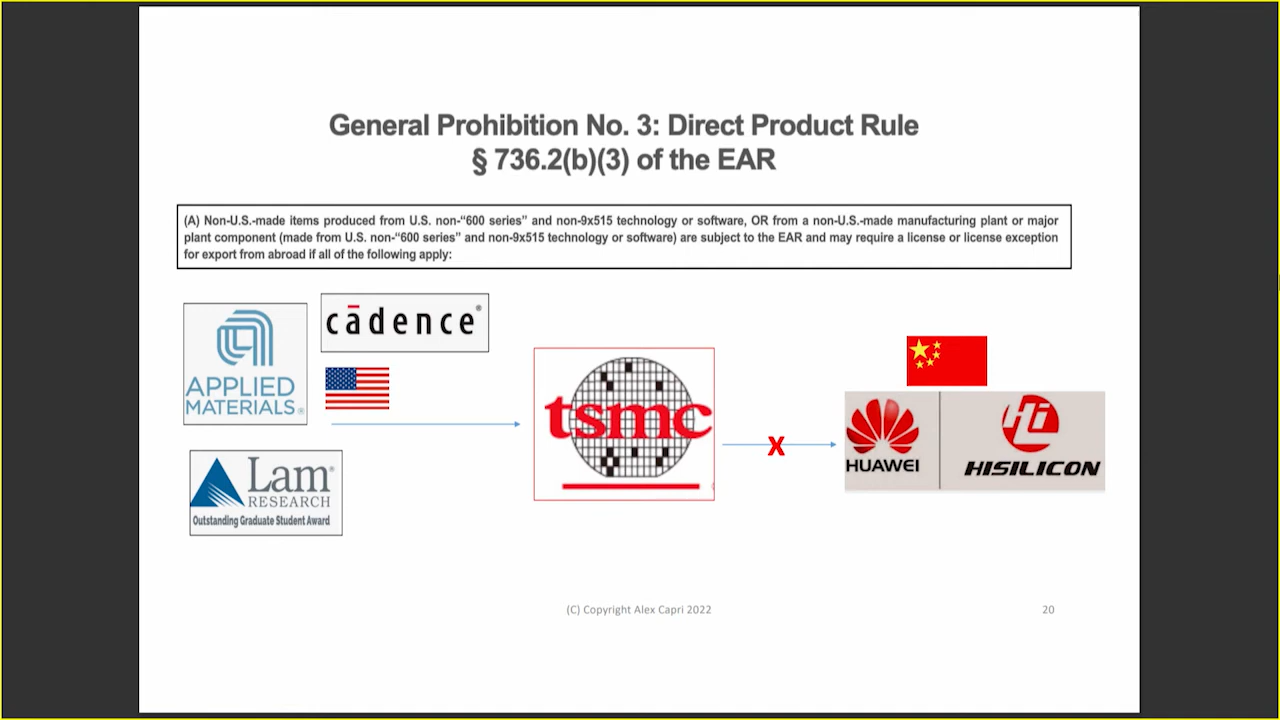 General Prohibition No. 3: Direct Product Rule
§ 736.2(b)(3) of the EAR
(A) Non-U.S.-made items produced from U.S. non-“600 series” and non-9x515 technology or software, OR from a non-U.S.-made manufacturing plant or major
plant component (made from U.S. non-“600 series” and non-9x515 technology or software) are subject to the EAR and may require a license or license exception
for export from abroad if all of the following apply:
APPLIED
MATERIALS®
cādence®
Lam®
RESEARCH
Outstanding Graduate Student Award
tsmc
X
HUAWEI
Hi
HISILICON
(C) Copyright Alex Capri 2022
20